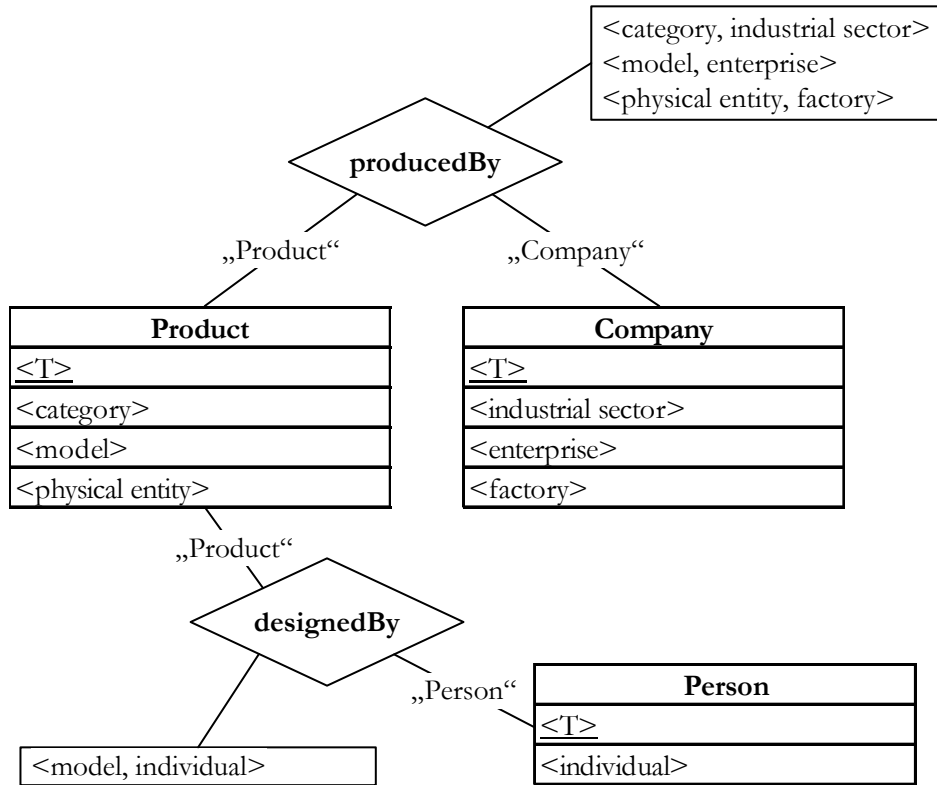 <category, industrial sector>
<model, enterprise>
<physical entity, factory>
producedBy
„Product“
„Company“
Product
<T>
<category>
<model>
<physical entity>
Company
<T>
<industrial sector>
<enterprise>
<factory>
„Product“
designedBy
„Person“
Person
<T>
<individual>
<model, individual>